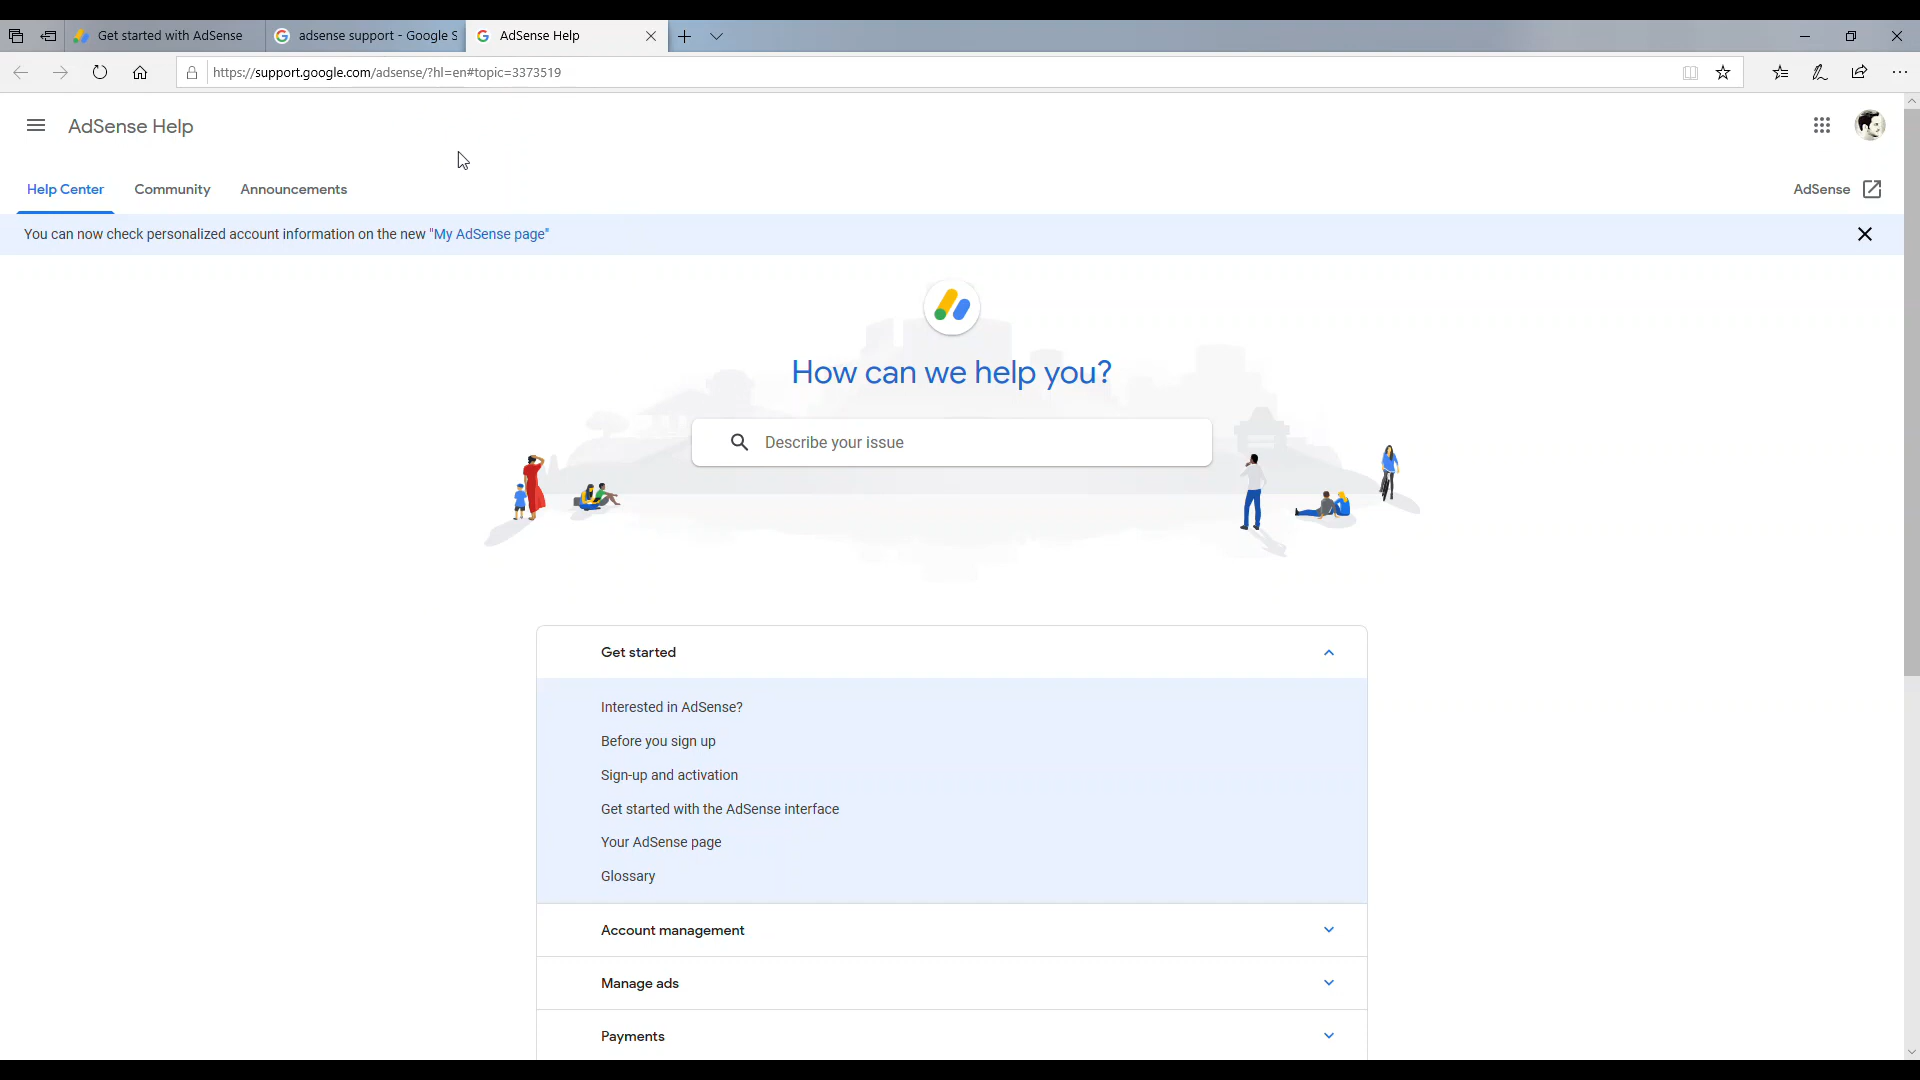 Get started with AdSense
adsense support - Google S
AdSense Help
https://support.google.com/adsense/?hl=en#topic=3373519
AdSense Help
Help Center
Community
Announcements
AdSense
You can now check personalized account information on the new "My AdSense page"
How can we help you?
Describe your issue
Get started
Interested in AdSense?
Before you sign up
Sign-up and activation
Get started with the AdSense interface
Your AdSense page
Glossary
Account management
Manage ads
Payments